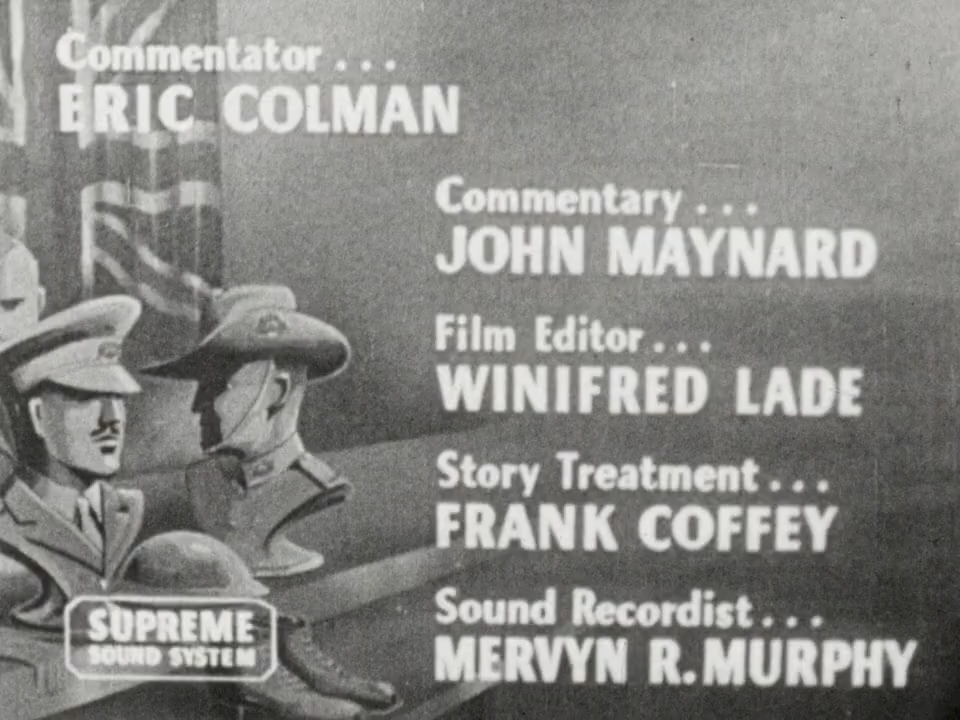 Commentator...
ERIC COLMAN
Commentary...
JOHN MAYNARD
Film Editor...
WINIFRED LADE
Story Treatment...
FRANK COFFEY
Sound Recordist...
MERVYN R.MURPHY
SUPREME
SOUND SYSTEM